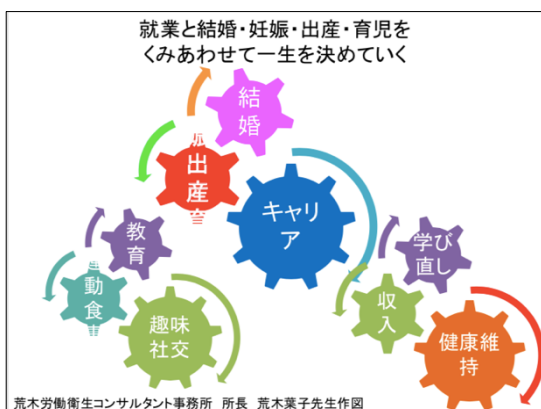 就業と結婚・妊娠・出産・育児を
くみあわせて一生を決めていく
結
婚
出
産
キャリ
ア
教
育
学び
直し
動
食
趣味
社交
収
入
健康維
持
荒木労働衛生コンサルタント事務所 所長 荒木葉子先生作図